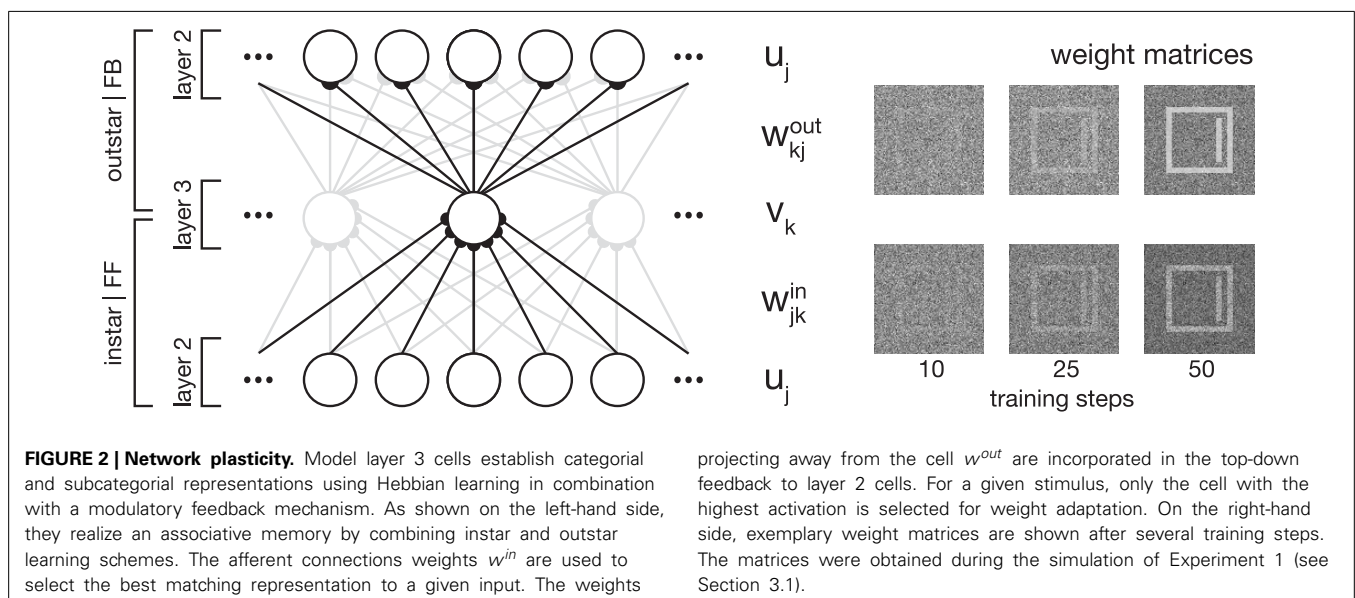 outstar | FB
instar | FF
layer 2
layer 3
layer 2
...
...
u_j
w_kj^out
...
...
v_k
w_jk^in
...
...
u_j
weight matrices
10 25 50
training steps
FIGURE 2 | Network plasticity. Model layer 3 cells establish categorial
and subcategorial representations using Hebbian learning in combination
with a modulatory feedback mechanism. As shown on the left-hand side,
they realize an associative memory by combining instar and outstar
learning schemes. The afferent connections weights w^in are used to
select the best matching representation to a given input. The weights
projecting away from the cell w^out are incorporated in the top-down
feedback to layer 2 cells. For a given stimulus, only the cell with the
highest activation is selected for weight adaptation. On the right-hand
side, exemplary weight matrices are shown after several training steps.
The matrices were obtained during the simulation of Experiment 1 (see
Section 3.1).